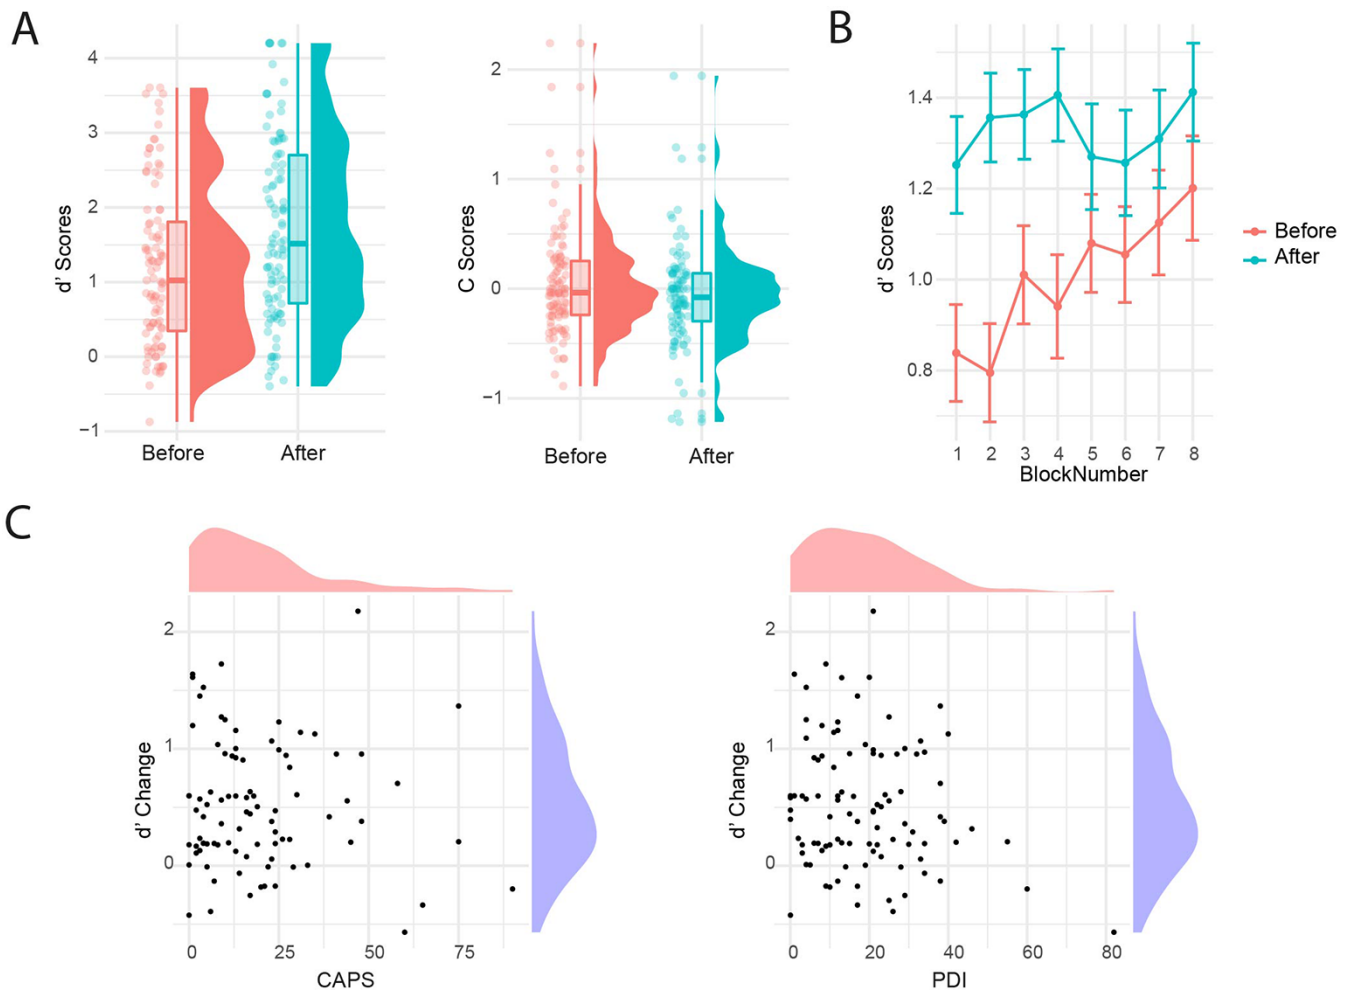 A
4
3
2
1
0
−1
d’ Scores
Before
After
2
1
0
−1
C Scores
Before
After
B
1.4
1.2
1.0
0.8
d’ Scores
1 2 3 4 5 6 7 8
BlockNumber
Before
After
C
2
1
0
d’ Change
0 25 50 75
CAPS
2
1
0
d’ Change
0 20 40 60 80
PDI